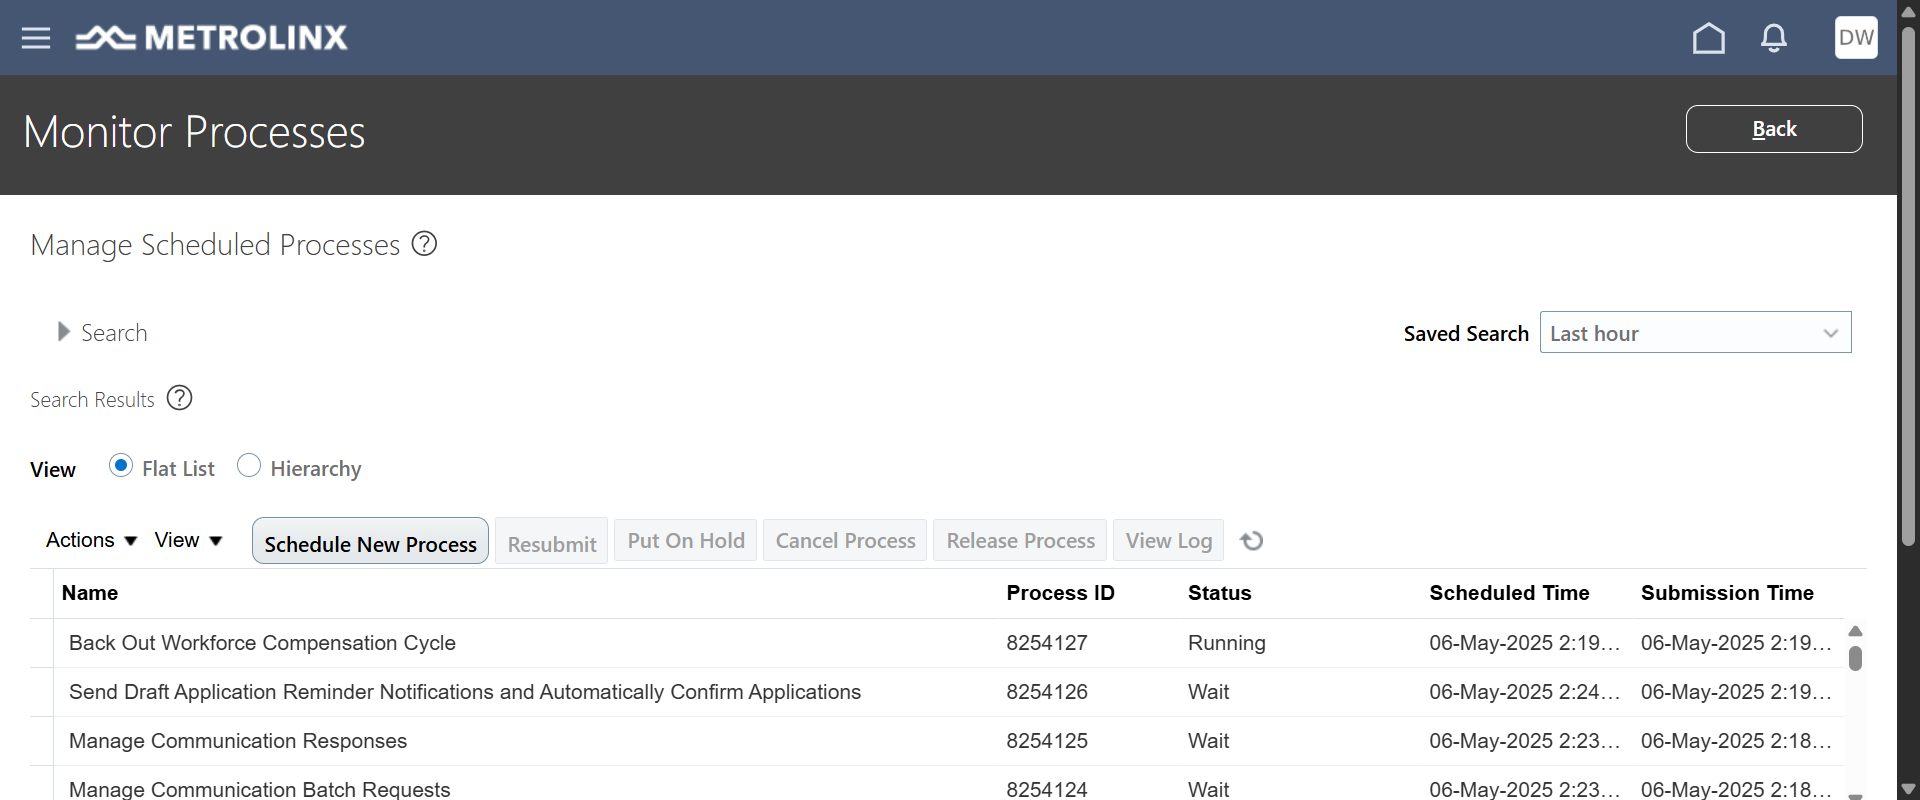 METROLINX
DW
Monitor Processes
Back
Manage Scheduled Processes ?
Search
Saved Search Last hour
Search Results ?
View Flat List Hierarchy
Actions View Schedule New Process Resubmit Put On Hold Cancel Process Release Process View Log
Name Process ID Status Scheduled Time Submission Time
Back Out Workforce Compensation Cycle 8254127 Running 06-May-2025 2:19... 06-May-2025 2:19...
Send Draft Application Reminder Notifications and Automatically Confirm Applications 8254126 Wait 06-May-2025 2:24... 06-May-2025 2:19...
Manage Communication Responses 8254125 Wait 06-May-2025 2:23... 06-May-2025 2:18...
Manage Communication Batch Requests 8254124 Wait 06-May-2025 2:23... 06-May-2025 2:18...